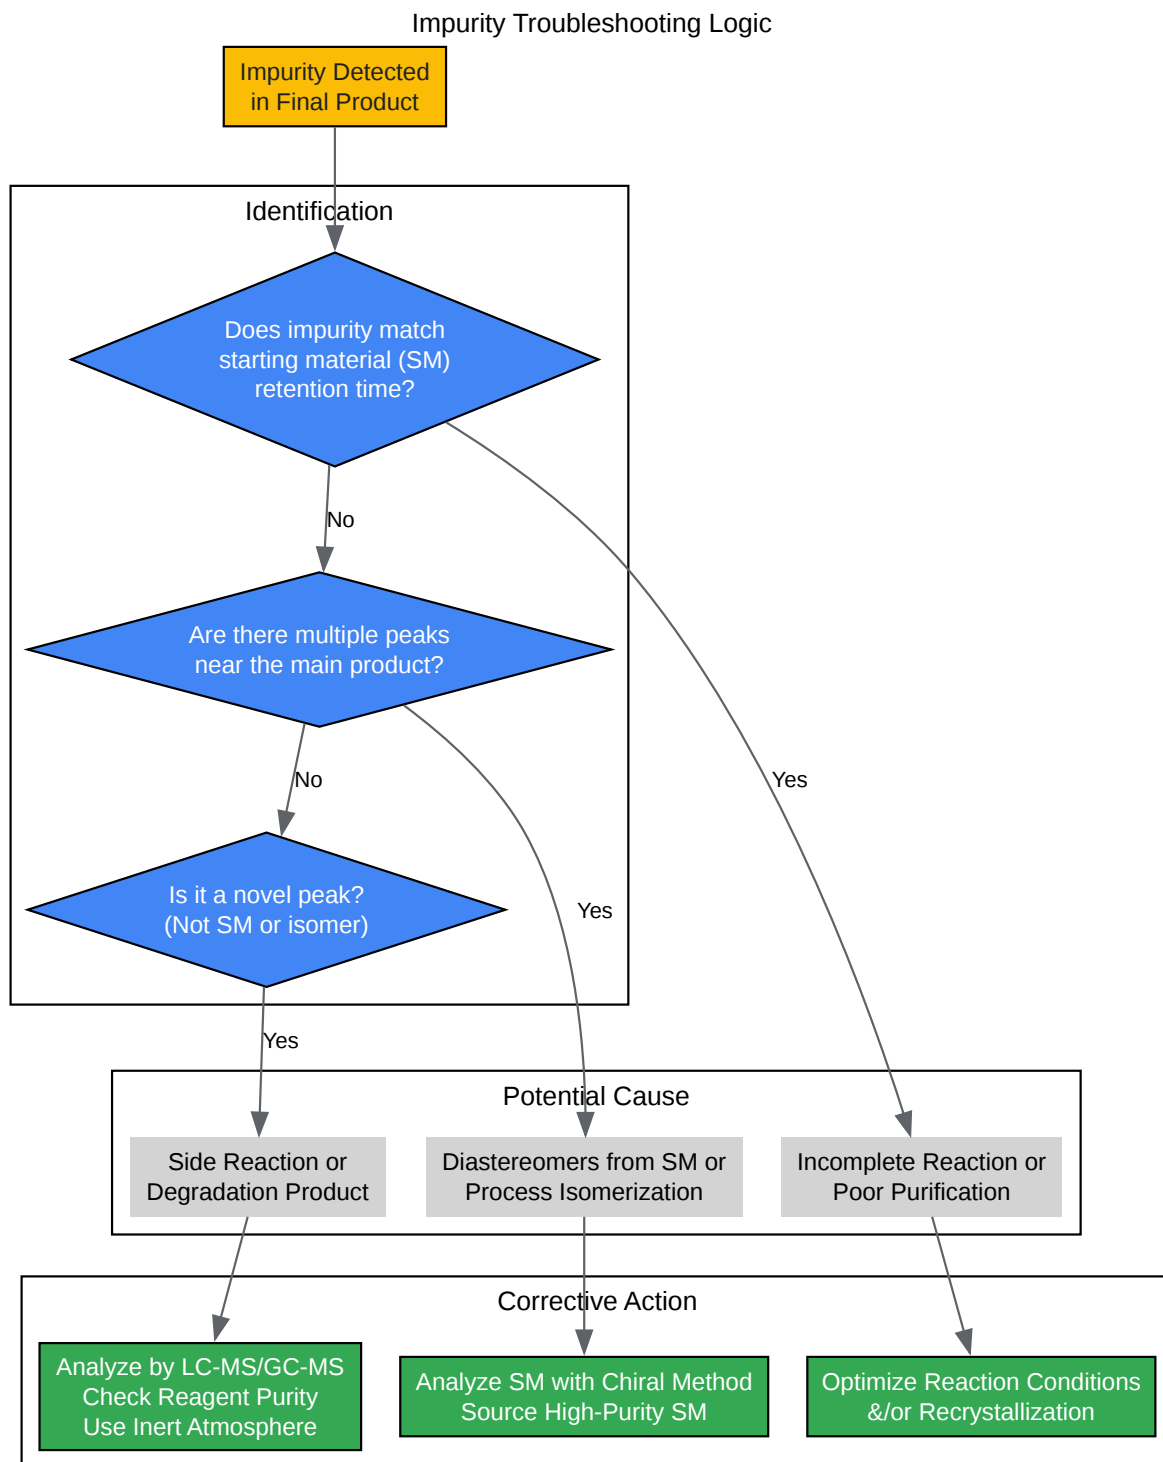 Impurity Troubleshooting Logic
Impurity Detected
in Final Product
Identification
Does impurity match
starting material (SM)
retention time?
No
Yes
Are there multiple peaks
near the main product?
No
Yes
Is it a novel peak?
(Not SM or isomer)
Yes
Potential Cause
Side Reaction or
Degradation Product
Diastereomers from SM or
Process Isomerization
Incomplete Reaction or
Poor Purification
Corrective Action
Analyze by LC-MS/GC-MS
Check Reagent Purity
Use Inert Atmosphere
Analyze SM with Chiral Method
Source High-Purity SM
Optimize Reaction Conditions
&/or Recrystallization